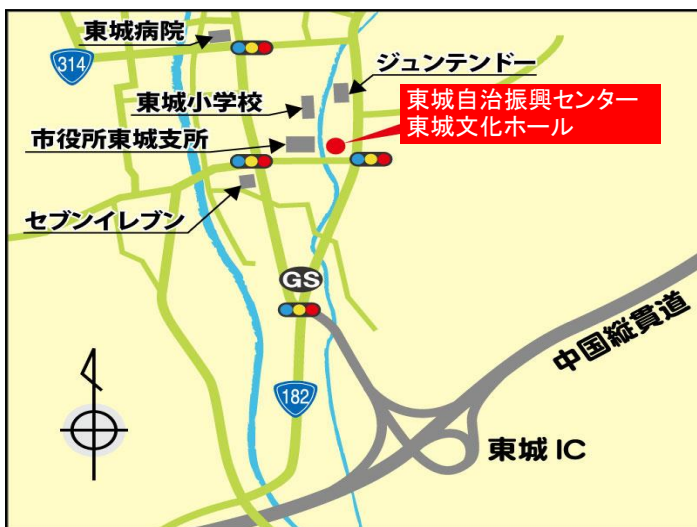 東城病院
314
ジュンテンドー
東城小学校
東城自治振興センター
東城文化ホール
市役所東城支所
セブンイレブン
GS
中国縦貫道
182
東城 IC